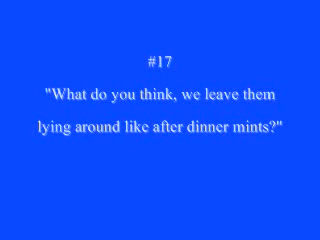 #17
"What do you think, we leave them
lying around like after dinner mints?"